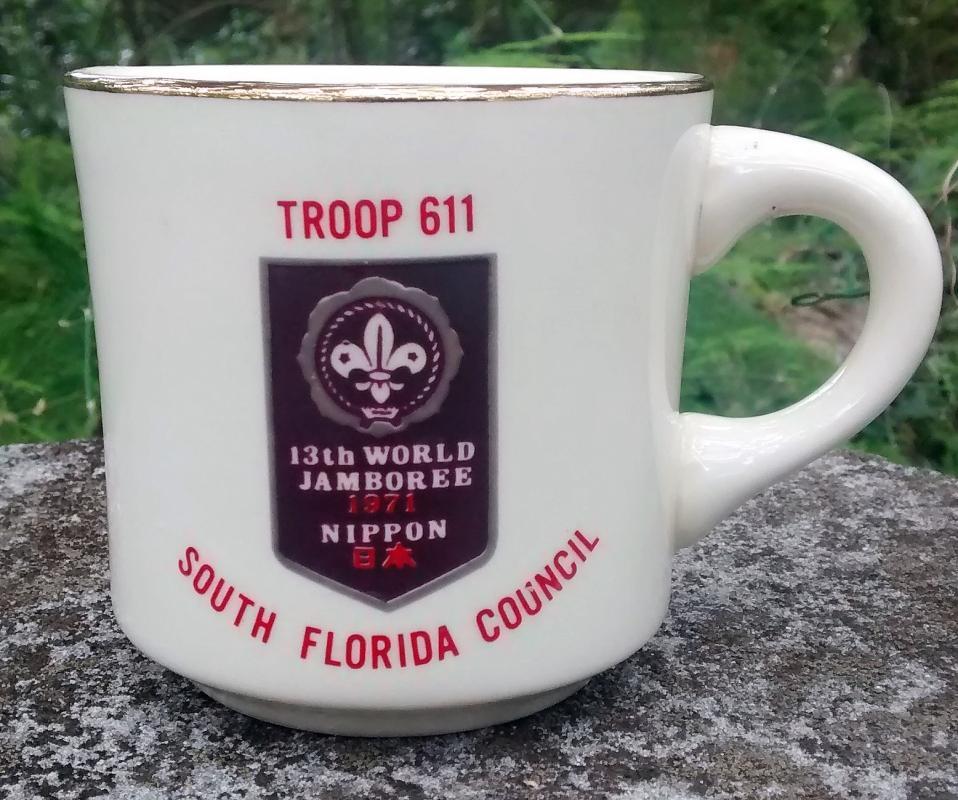 TROOP 611
13th WORLD
JAMBOREE
1971
NIPPON
日本
SOUTH FLORIDA COUNCIL